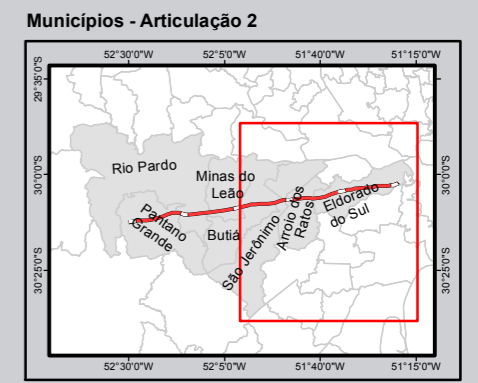 Municípios - Articulação 2
52°30'0"W 52°5'0"W 51°40'0"W 51°15'0"W
29°35'0"S
30°0'0"S
30°25'0"S
Rio Pardo
Minas do
Leão
Pantano
Grande
Butiá
São Jerônimo
Arroio dos
Ratos
Eldorado
do Sul
30°0'0"S
30°25'0"S
52°30'0"W 52°5'0"W 51°40'0"W 51°15'0"W